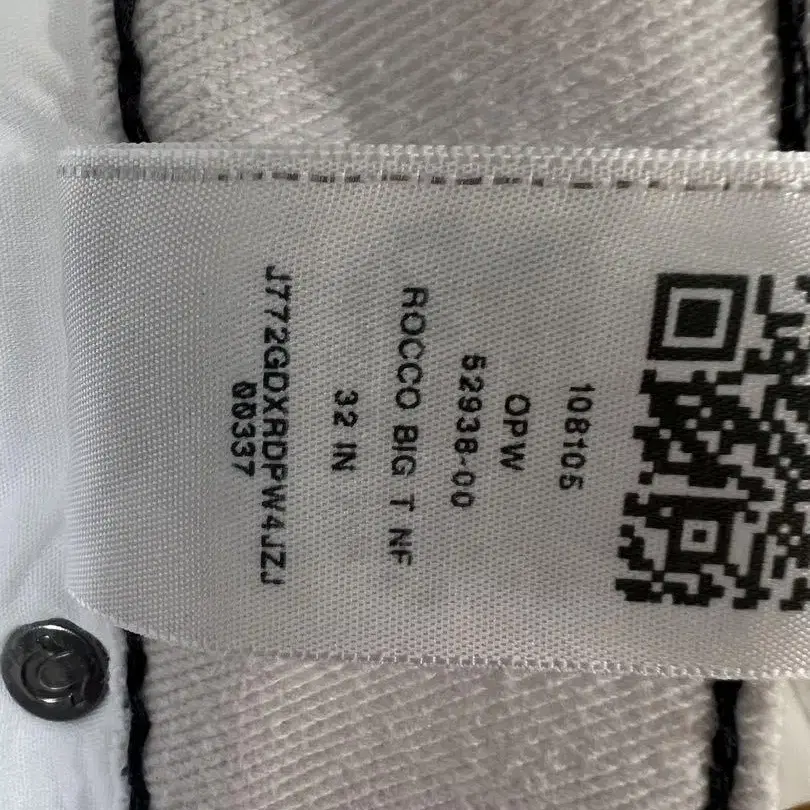 108105
OPW
52938-00
ROCCO BIG T NF
32 IN
J772GDXRDPW4JZJ
00337